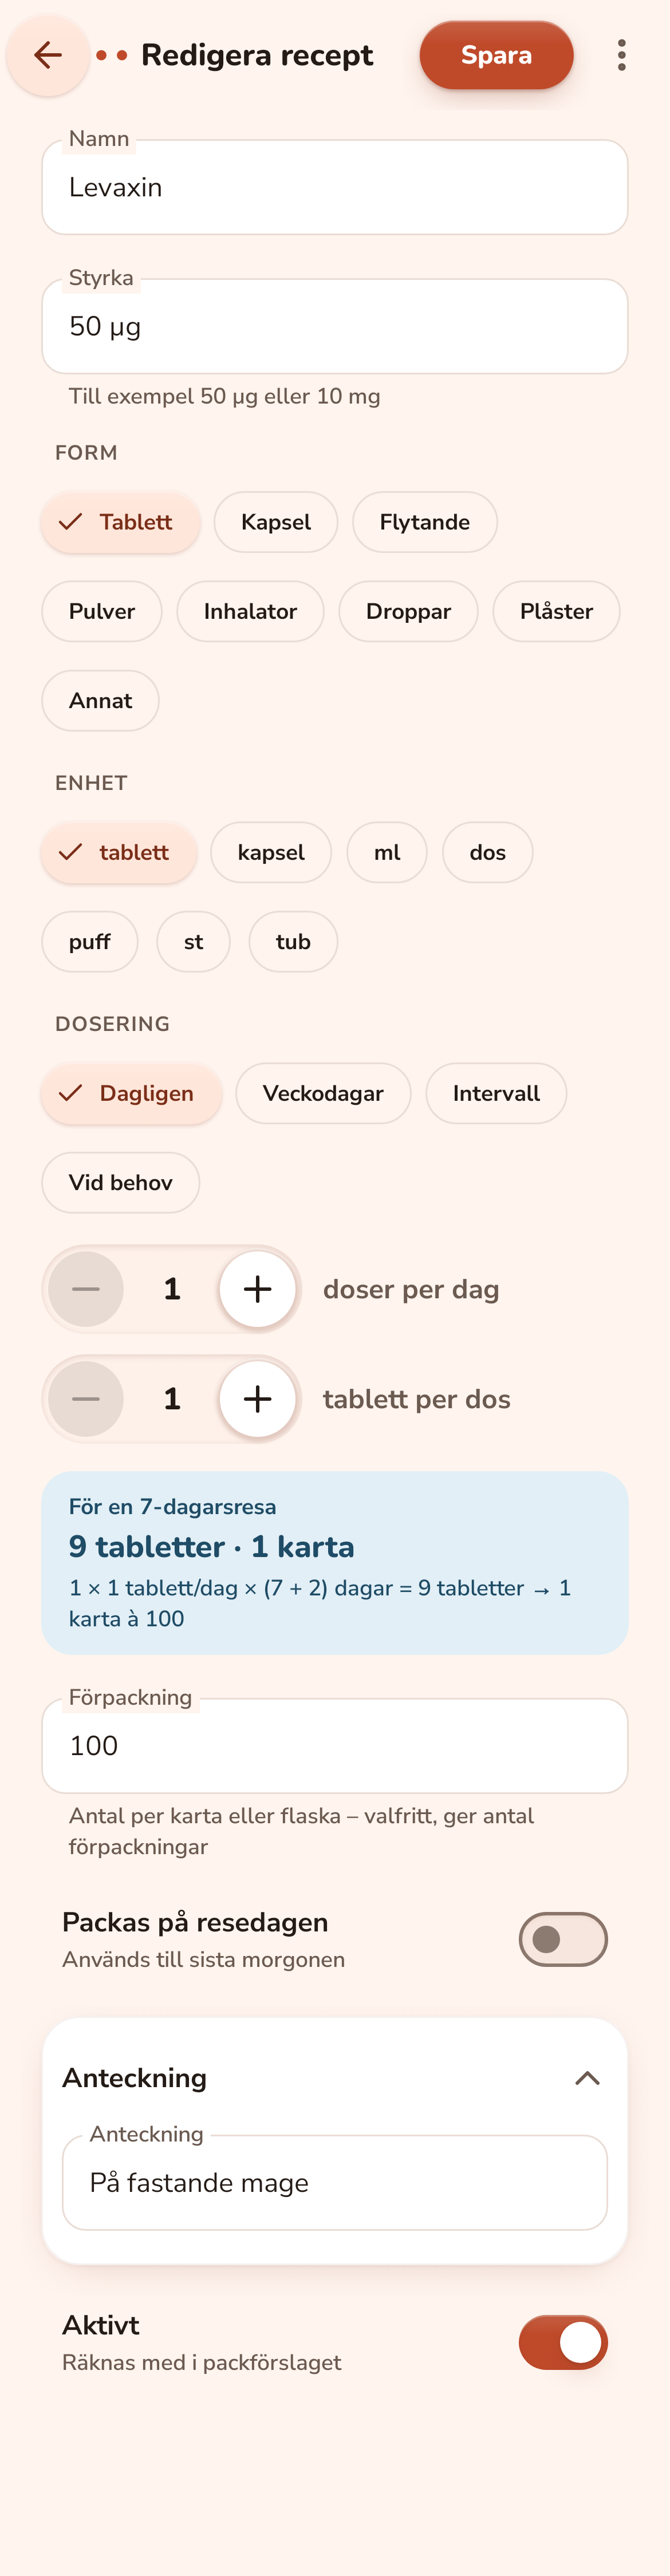 Redigera recept
Spara
Namn
Levaxin
Styrka
50 µg
Till exempel 50 µg eller 10 mg
FORM
Tablett
Kapsel
Flytande
Pulver
Inhalator
Droppar
Plåster
Annat
ENHET
tablett
kapsel
ml
dos
puff
st
tub
DOSERING
Dagligen
Veckodagar
Intervall
Vid behov
1
doser per dag
1
tablett per dos
För en 7-dagarsresa
9 tabletter · 1 karta
1 × 1 tablett/dag × (7 + 2) dagar = 9 tabletter → 1
karta à 100
Förpackning
100
Antal per karta eller flaska – valfritt, ger antal
förpackningar
Packas på resedagen
Används till sista morgonen
Anteckning
Anteckning
På fastande mage
Aktivt
Räknas med i packförslaget